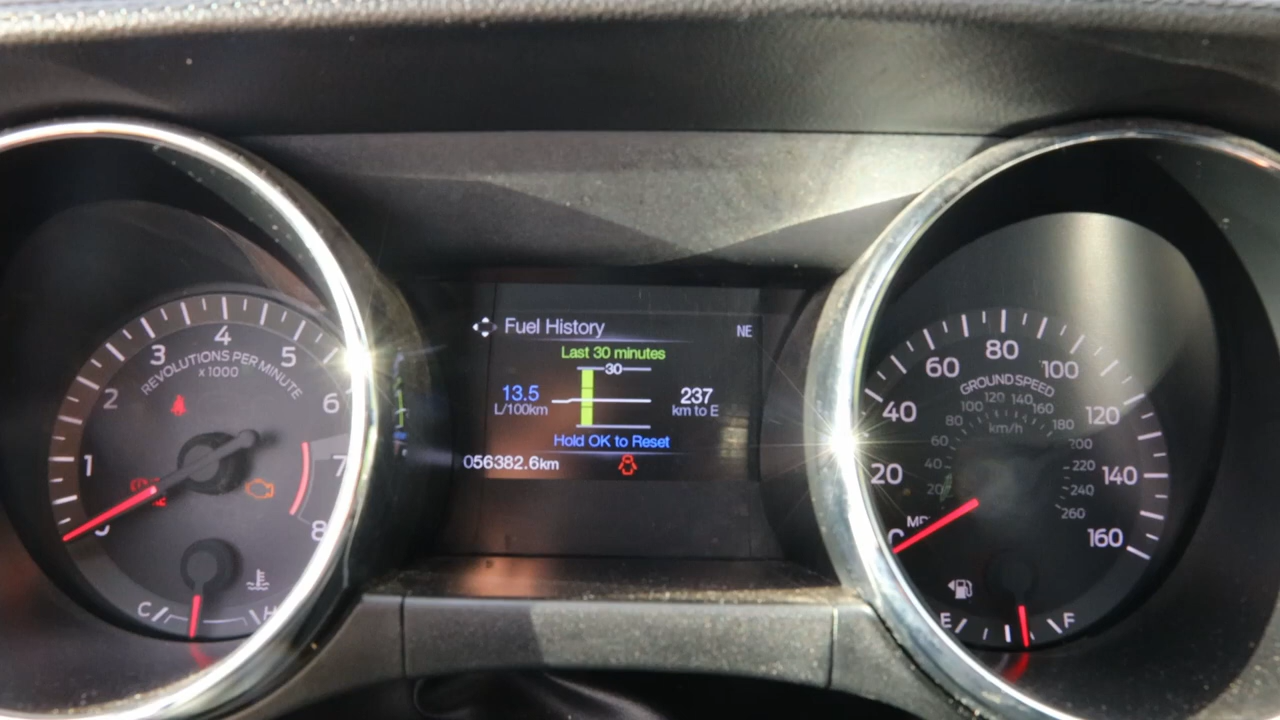 4
3
5
REVOLUTIONS PER MINUTE
x1000
2
6
1
7
8
C
H
Fuel History
NE
Last 30 minutes
30
13.5
L/100km
237
km to E
Hold OK to Reset
056382.6km
80
60
100
GROUND SPEED
120
140
100
160
40
80
km/h
180
120
60
200
20
40
220
140
20
240
260
160
E
F